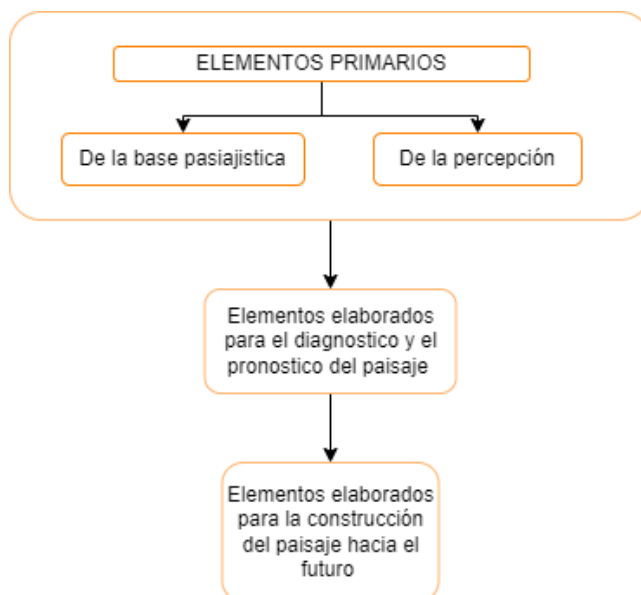 ELEMENTOS PRIMARIOS
De la base pasiajistica
De la percepción
Elementos elaborados
para el diagnostico y el
pronostico del paisaje
Elementos elaborados
para la construcción
del paisaje hacia el
futuro